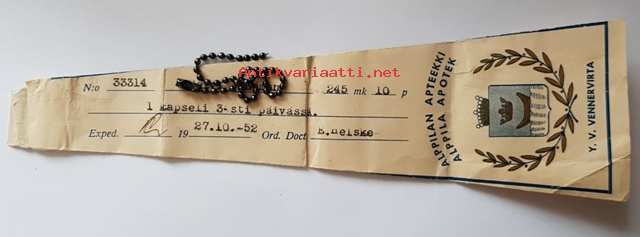 Antikvariaatti.net
N:o 33314 245 mk 10 p
1 kapseli 3-sti päivässä.
Exped. 19 27.10.-52 Ord. Doct. E.Helske
ALPPILAN APTEEKKI
ALPPILA APOTEK
Y. V. VENNERVIRTA